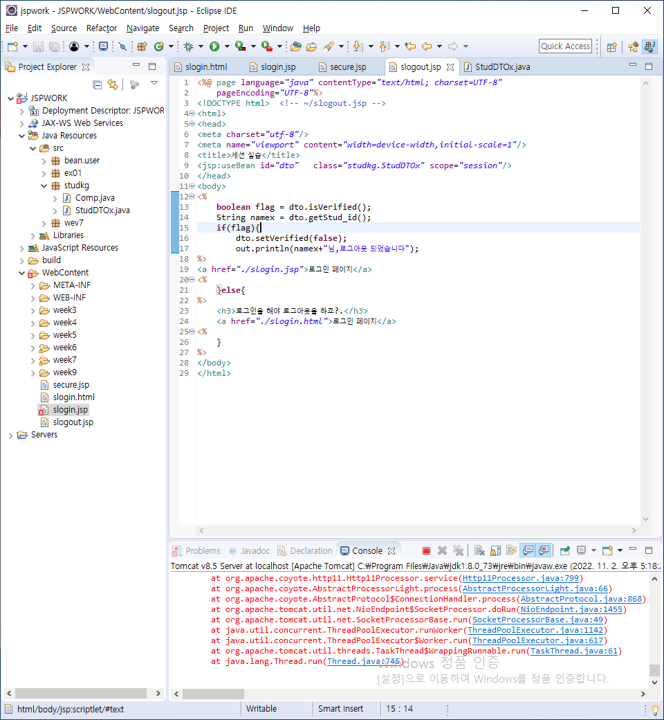 jspwork - JSPWORK/WebContent/slogout.jsp - Eclipse IDE
File Edit Source Refactor Navigate Search Project Run Window Help
Quick Access
Project Explorer
slogin.html slogin.jsp secure.jsp slogout.jsp StudDTOx.java
JSPWORK
Deployment Descriptor: JSPWORK
JAX-WS Web Services
Java Resources
src
bean.user
ex01
studkg
Comp.java
StudDTOx.java
wev7
Libraries
JavaScript Resources
build
WebContent
META-INF
WEB-INF
week3
week4
week5
week6
week7
week9
secure.jsp
slogin.html
slogin.jsp
slogout.jsp
Servers
1 <%@ page language="java" contentType="text/html; charset=UTF-8"
2 pageEncoding="UTF-8"%>
3 <!DOCTYPE html> <!-- ~/slogout.jsp -->
4 <html>
5 <head>
6 <meta charset="utf-8"/>
7 <meta name="viewport" content="width=device-width,initial-scale=1"/>
8 <title>세션 실습</title>
9 <jsp:useBean id="dto" class="studkg.StudDTOx" scope="session"/>
10 </head>
11 <body>
12 <%
13 boolean flag = dto.isVerified();
14 String namex = dto.getStud_id();
15 if(flag){
16 dto.setVerified(false);
17 out.println(namex+"님,로그아웃 되었습니다");
18 %>
19 <a href="./slogin.jsp">로그인 페이지</a>
20 <%
21 }else{
22 %>
23 <h3>로그인을 해야 로그아웃을 하죠?.</h3>
24 <a href="./slogin.html">로그인 페이지</a>
25 <%
26 }
27 %>
28 </body>
29 </html>
Problems Javadoc Declaration Console
Tomcat v8.5 Server at localhost [Apache Tomcat] C:₩Program Files₩Java₩jdk1.8.0_73₩jre₩bin₩javaw.exe (2022. 11. 2. 오후 5:18:2
at org.apache.coyote.http11.Http11Processor.service(Http11Processor.java:799)
at org.apache.coyote.AbstractProcessorLight.process(AbstractProcessorLight.java:66)
at org.apache.coyote.AbstractProtocol$ConnectionHandler.process(AbstractProtocol.java:868)
at org.apache.tomcat.util.net.NioEndpoint$SocketProcessor.doRun(NioEndpoint.java:1455)
at org.apache.tomcat.util.net.SocketProcessorBase.run(SocketProcessorBase.java:49)
at java.util.concurrent.ThreadPoolExecutor.runWorker(ThreadPoolExecutor.java:1142)
at java.util.concurrent.ThreadPoolExecutor$Worker.run(ThreadPoolExecutor.java:617)
at org.apache.tomcat.util.threads.TaskThread$WrappingRunnable.run(TaskThread.java:61)
at java.lang.Thread.run(Thread.java:745)
Windows 정품 인증
[설정]으로 이동하여 Windows를 정품 인증합니다.
html/body/jsp:scriptlet/#text Writable Smart Insert 15 : 14